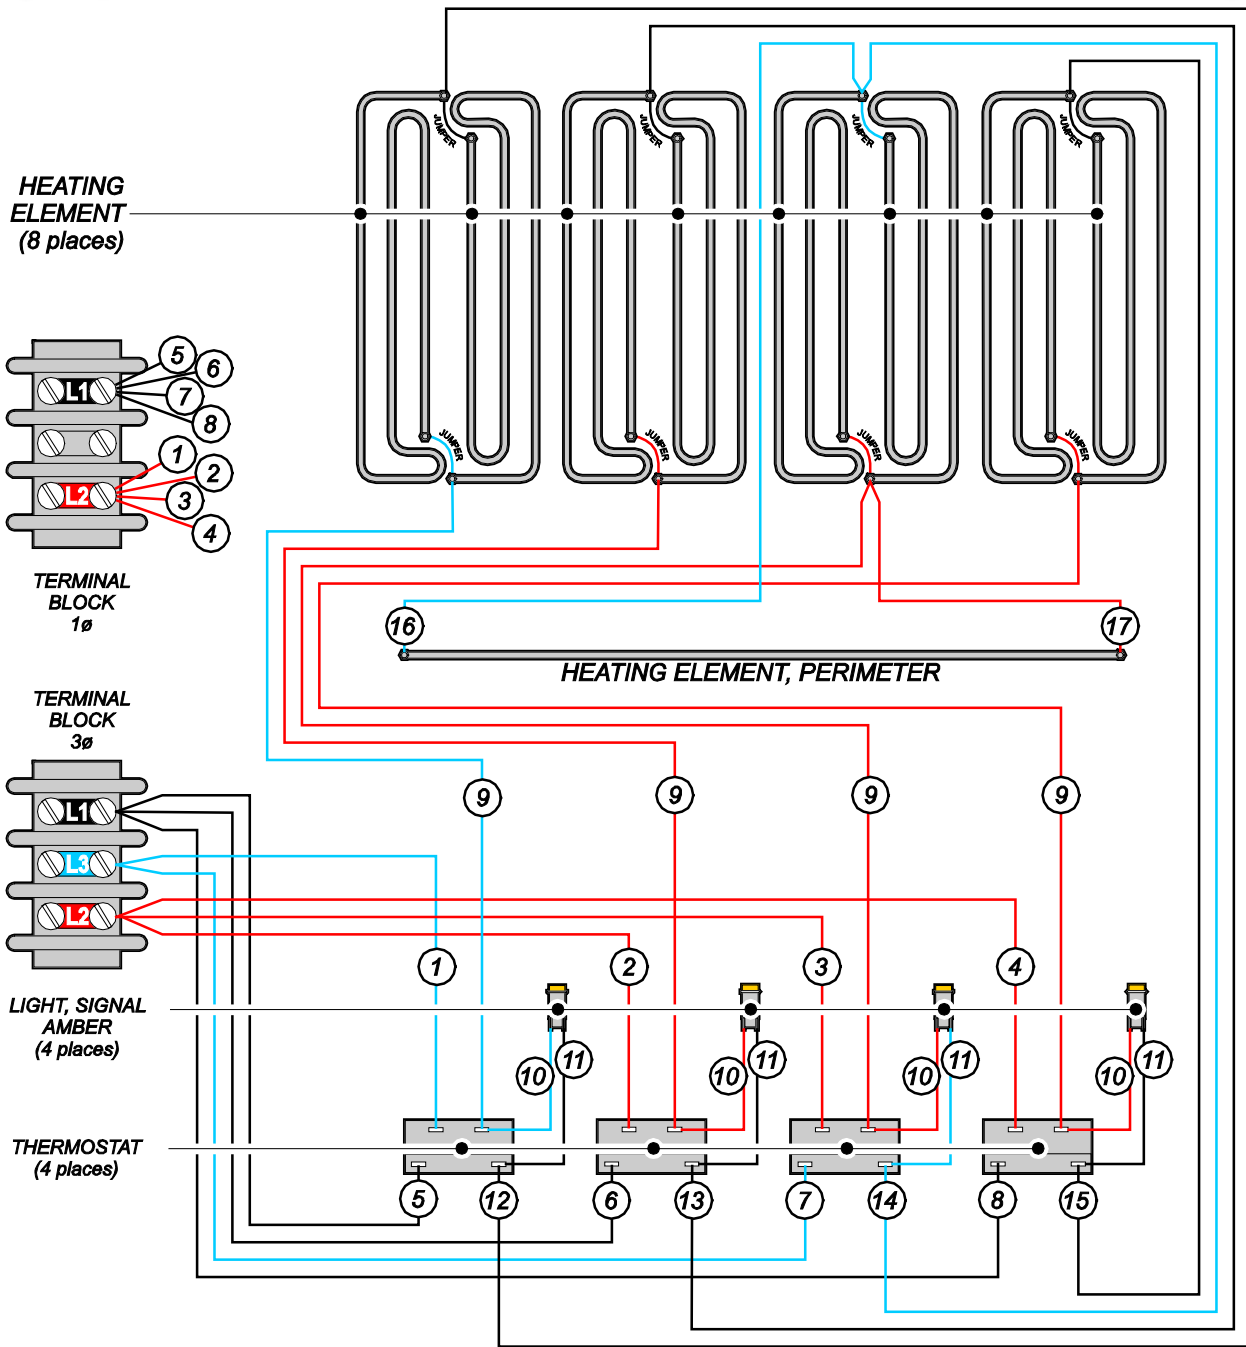 JUMPER JUMPER JUMPER JUMPER
HEATING
ELEMENT
(8 places)
5
6
L1
7
8
1
2
L2
3
4
JUMPER JUMPER JUMPER JUMPER
TERMINAL
BLOCK
1ø
16 17
HEATING ELEMENT, PERIMETER
TERMINAL
BLOCK
3ø
9 9 9 9
L1
L3
L2
1 2 3 4
LIGHT, SIGNAL
AMBER
(4 places)
11 11 11 11
10 10 10 10
THERMOSTAT
(4 places)
5 12 6 13 7 14 8 15